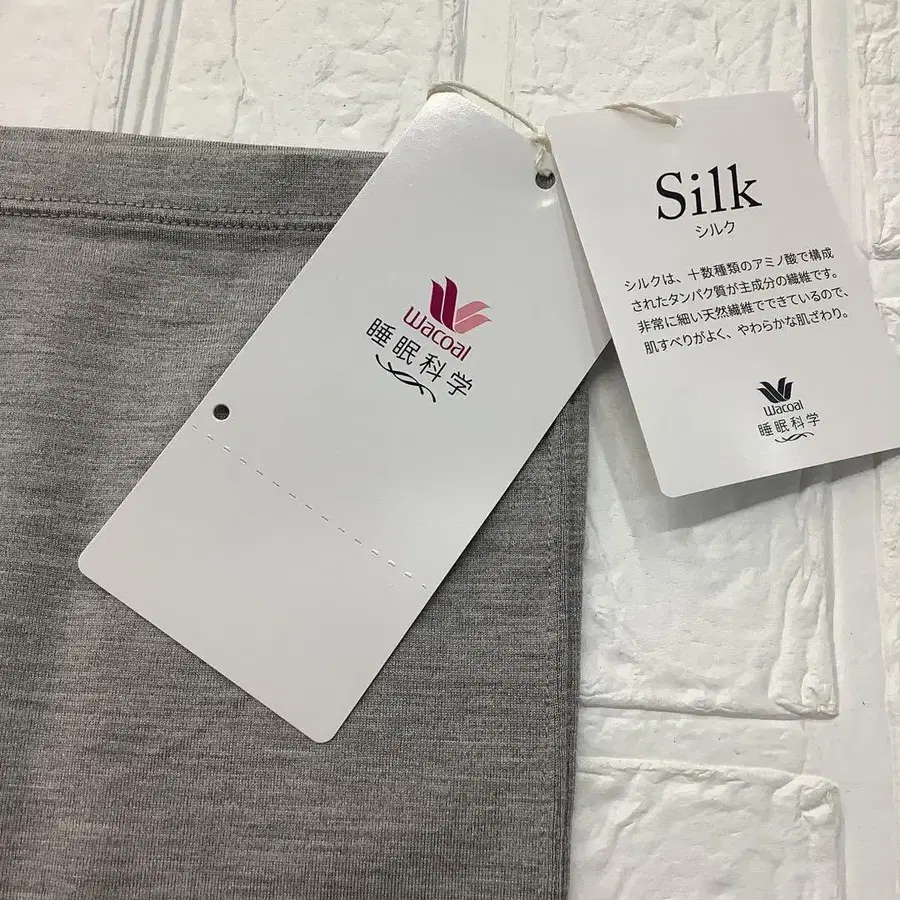 Wacoal
睡眠科学
Silk
シルク
シルクは、十数種類のアミノ酸で構成
されたタンパク質が主成分の繊維です。
非常に細い天然繊維でできているので、
肌すべりがよく、やわらかな肌ざわり。
Wacoal
睡眠科学